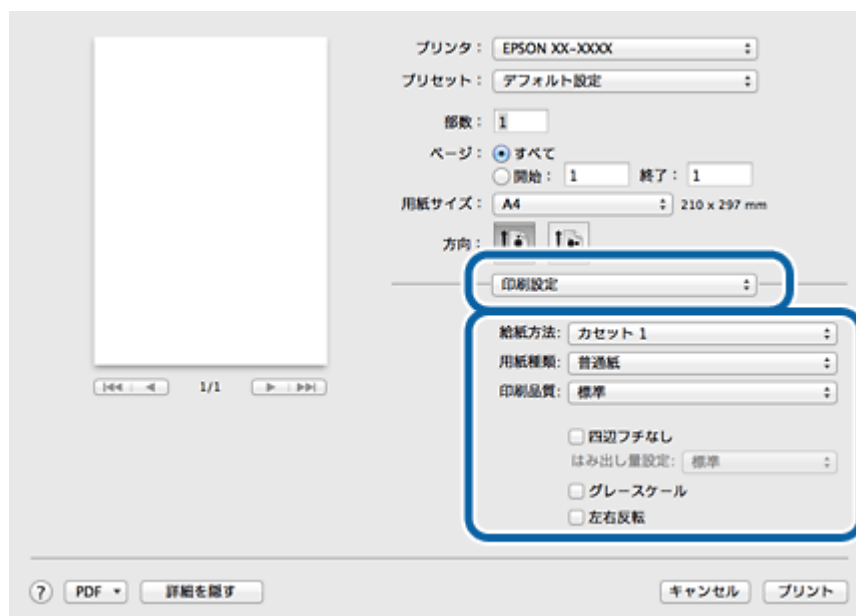 プリンタ： EPSON XX-XXXX
プリセット： デフォルト設定
部数： 1
ページ： すべて
開始： 1 終了： 1
用紙サイズ： A4 210 x 297 mm
方向：
印刷設定
給紙方法: カセット 1
用紙種類: 普通紙
印刷品質: 標準
四辺フチなし
はみ出し量設定: 標準
グレースケール
左右反転
1/1
? PDF 詳細を隠す キャンセル プリント